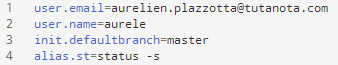 1 user.email=aurelien.plazzotta@tutanota.com
2 user.name=aurele
3 init.defaultbranch=master
4 alias.st=status -s